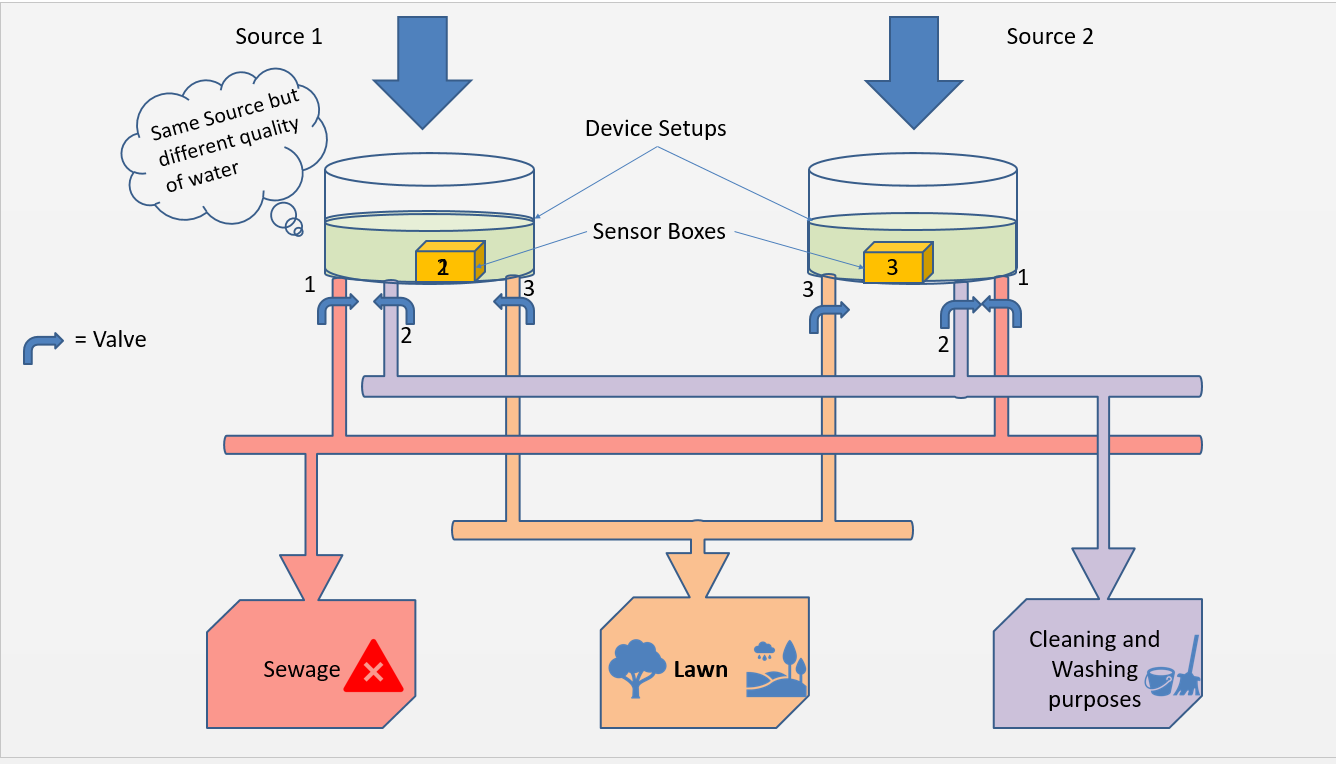 Source 1
Source 2
Same Source but
different quality
of water
Device Setups
Sensor Boxes
3
1
2
3
3
2
1
= Valve
Sewage
Lawn
Cleaning and
Washing
purposes